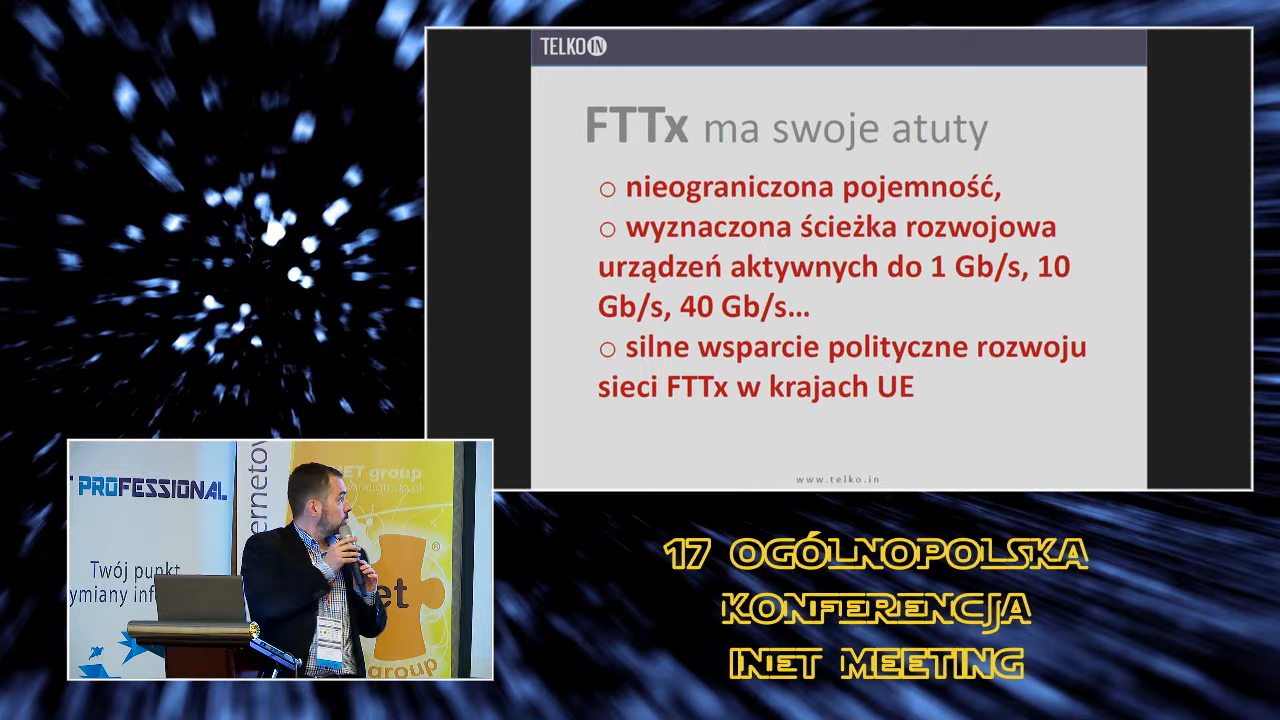 TELKO IN
FTTx ma swoje atuty
○ nieograniczona pojemność,
○ wyznaczona ścieżka rozwojowa
urządzeń aktywnych do 1 Gb/s, 10
Gb/s, 40 Gb/s...
○ silne wsparcie polityczne rozwoju
sieci FTTx w krajach UE
www.telko.in
PROFESSIONAL
Twój punkt
group
®
et
group
17 OGÓLNOPOLSKA
KONFERENCJA
INET MEETING